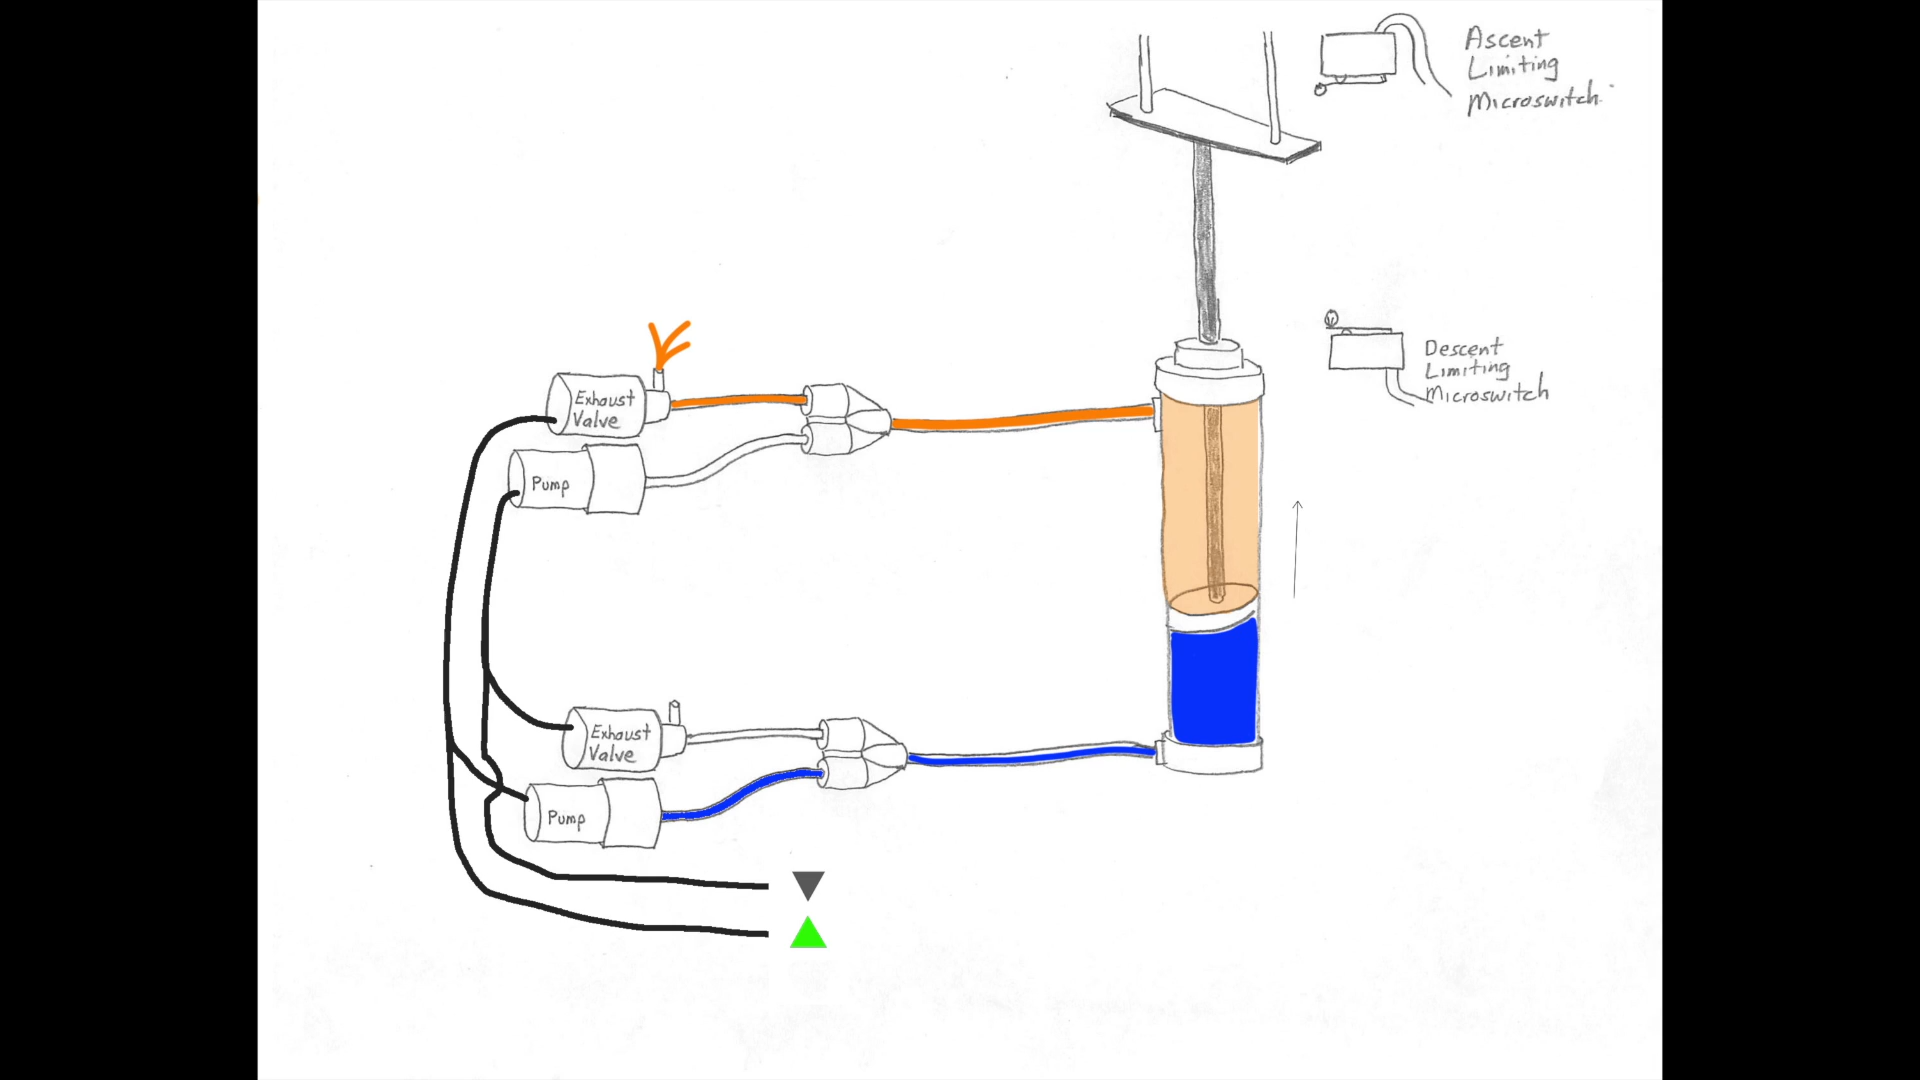 Ascent
Limiting
Microswitch
Descent
Limiting
Microswitch
Exhaust
Valve
Pump
Exhaust
Valve
Pump